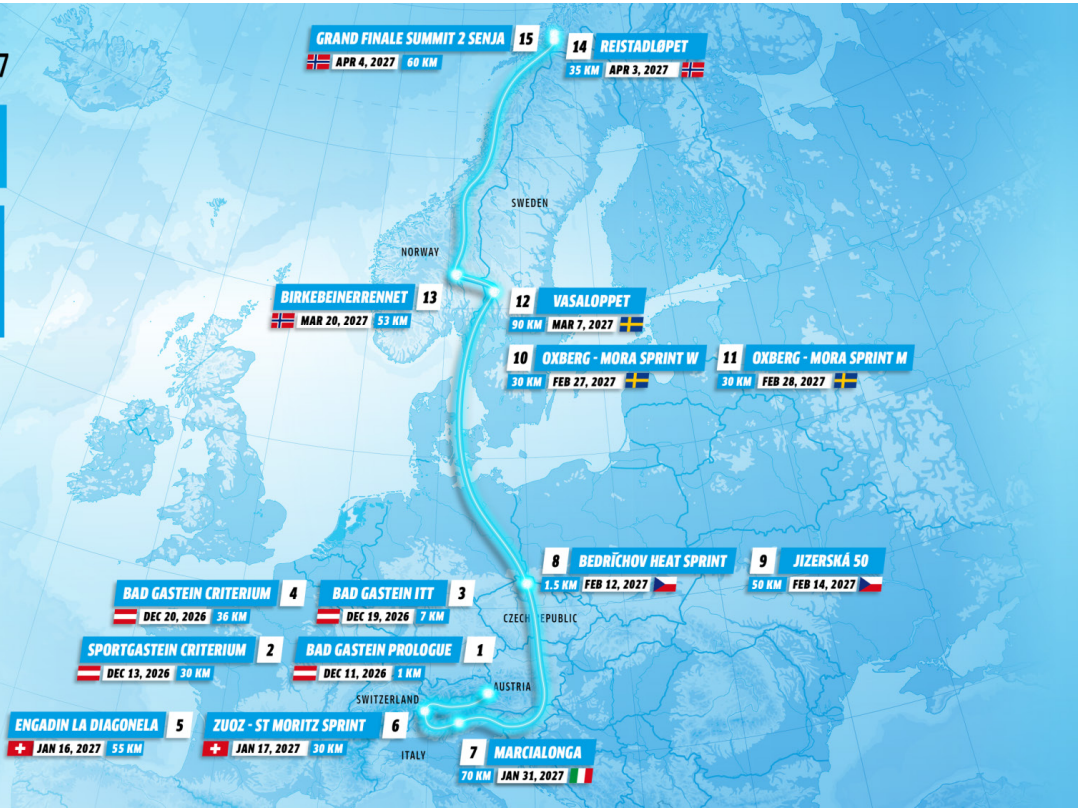 7
GRAND FINALE SUMMIT 2 SENJA 15
APR 4, 2027 60 KM
14 REISTADLØPET
35 KM APR 3, 2027
SWEDEN
NORWAY
BIRKEBEINERRENNET 13
MAR 20, 2027 53 KM
12 VASALOPPET
90 KM MAR 7, 2027
10 OXBERG - MORA SPRINT W
30 KM FEB 27, 2027
11 OXBERG - MORA SPRINT M
30 KM FEB 28, 2027
8 BEDŘÍCHOV HEAT SPRINT
1.5 KM FEB 12, 2027
9 JIZERSKÁ 50
50 KM FEB 14, 2027
BAD GASTEIN CRITERIUM 4
DEC 20, 2026 36 KM
BAD GASTEIN ITT 3
DEC 19, 2026 7 KM
CZECH REPUBLIC
SPORTGASTEIN CRITERIUM 2
DEC 13, 2026 30 KM
BAD GASTEIN PROLOGUE 1
DEC 11, 2026 1 KM
AUSTRIA
SWITZERLAND
ENGADIN LA DIAGONELA 5
JAN 16, 2027 55 KM
ZUOZ - ST MORITZ SPRINT 6
JAN 17, 2027 30 KM
ITALY
7 MARCIALONGA
70 KM JAN 31, 2027